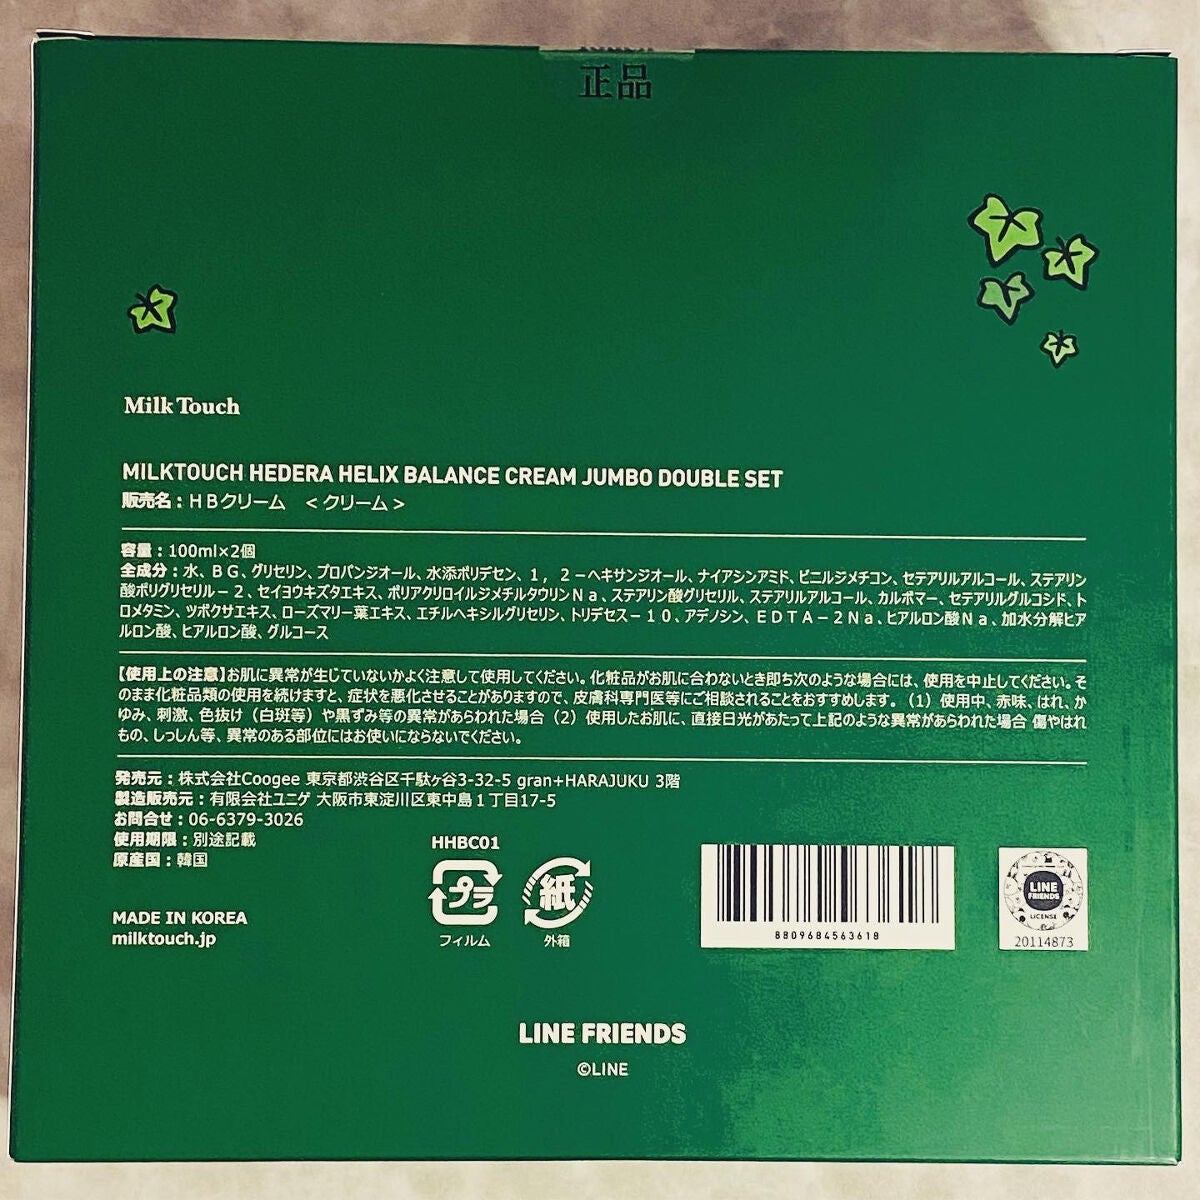 正品
Milk Touch
MILKTOUCH HEDERA HELIX BALANCE CREAM JUMBO DOUBLE SET
販売名：ＨＢクリーム ＜クリーム＞
容量：100ml×2個
全成分：水、ＢＧ、グリセリン、プロパンジオール、水添ポリデセン、１，２－ヘキサンジオール、ナイアシンアミド、ビニルジメチコン、セテアリルアルコール、ステアリン
酸ポリグリセリル－２、セイヨウキズタエキス、ポリアクリロイルジメチルタウリンＮａ、ステアリン酸グリセリル、ステアリルアルコール、カルボマー、セテアリルグルコシド、ト
ロメタミン、ツボクサエキス、ローズマリー葉エキス、エチルヘキシルグリセリン、トリデセス－１０、アデノシン、ＥＤＴＡ－２Ｎａ、ヒアルロン酸Ｎａ、加水分解ヒア
ルロン酸、ヒアルロン酸、グルコース
【使用上の注意】お肌に異常が生じていないかよく注意して使用してください。化粧品がお肌に合わないとき即ち次のような場合には、使用を中止してください。そ
のまま化粧品類の使用を続けますと、症状を悪化させることがありますので、皮膚科専門医等にご相談されることをおすすめします。（1）使用中、赤味、はれ、か
ゆみ、刺激、色抜け（白斑等）や黒ずみ等の異常があらわれた場合（2）使用したお肌に、直接日光があたって上記のような異常があらわれた場合 傷やはれ
もの、しっしん等、異常のある部位にはお使いにならないでください。
発売元：株式会社Coogee 東京都渋谷区千駄ヶ谷3-32-5 gran+HARAJUKU 3階
製造販売元：有限会社ユニゲ 大阪市東淀川区東中島１丁目17-5
お問合せ：06-6379-3026
使用期限：別途記載
原産国：韓国
HHBC01
プラ
フィルム
紙
外箱
MADE IN KOREA
milktouch.jp
8809684563618
LINE
FRIENDS
LICENSE
20114873
LINE FRIENDS
©LINE